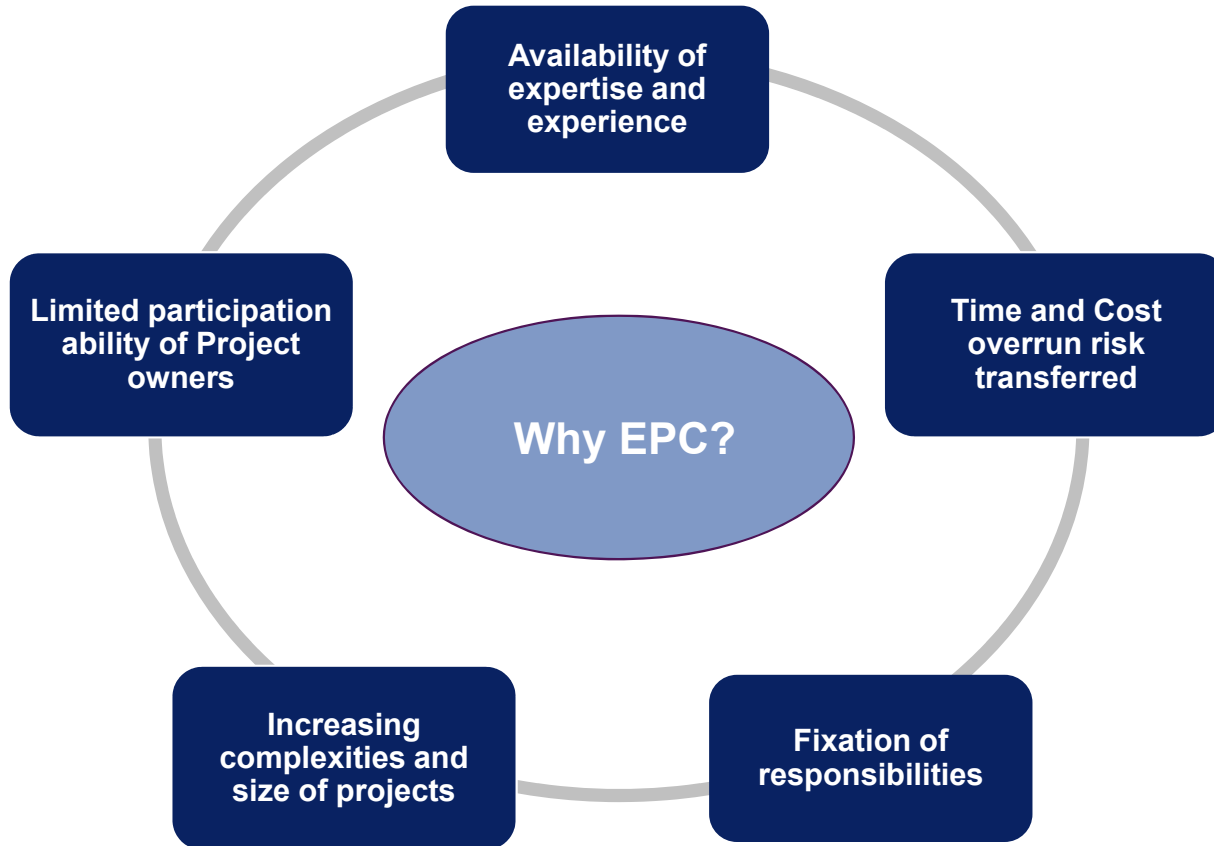 Availability of
expertise and
experience
Limited participation
ability of Project
owners
Time and Cost
overrun risk
transferred
Why EPC?
Increasing
complexities and
size of projects
Fixation of
responsibilities